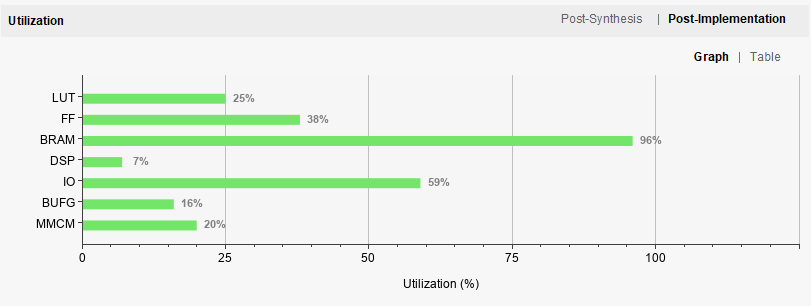 Utilization Post-Synthesis | Post-Implementation
Graph | Table
LUT 25%
FF 38%
BRAM 96%
DSP 7%
IO 59%
BUFG 16%
MMCM 20%
0 25 50 75 100
Utilization (%)